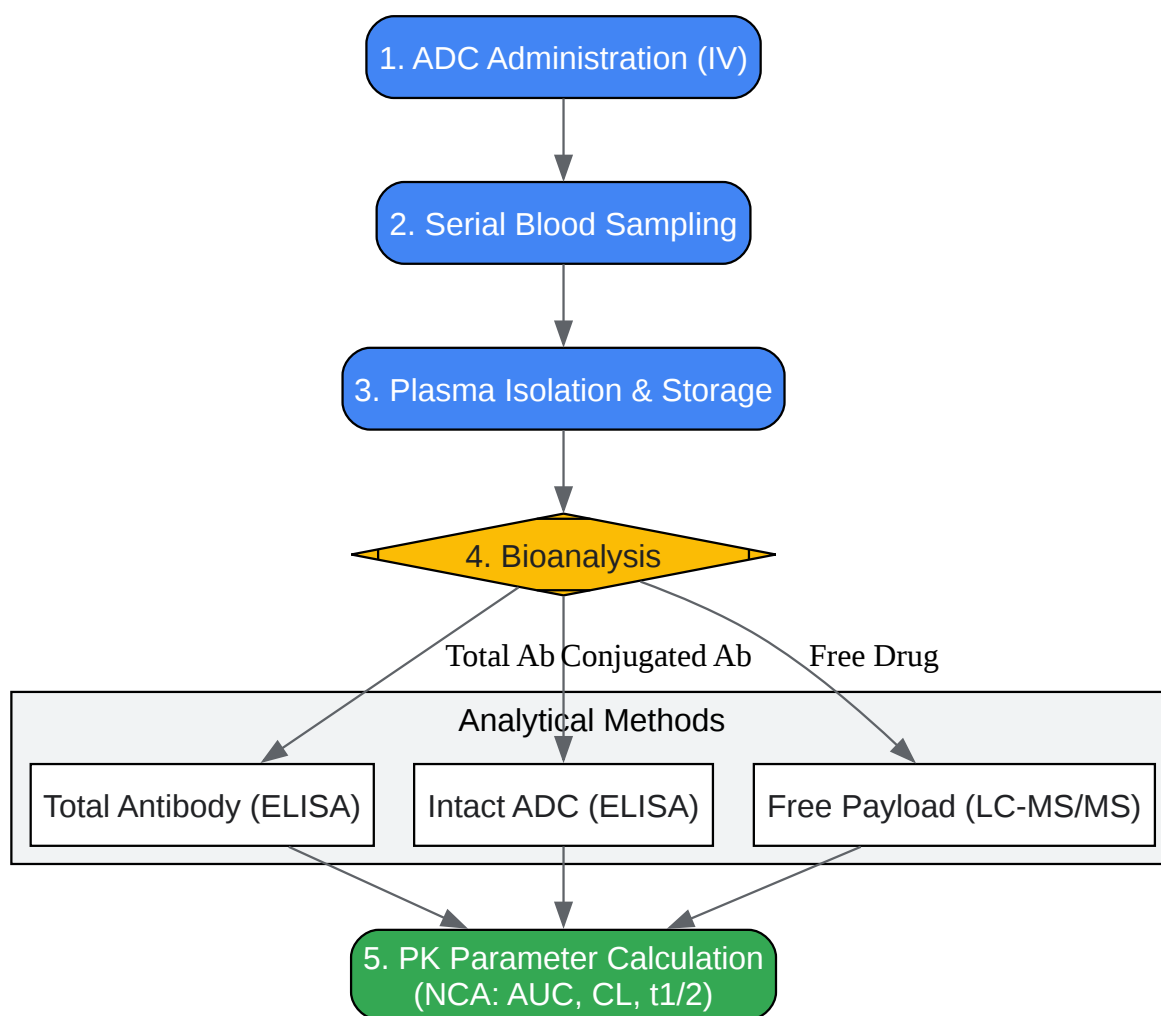 1. ADC Administration (IV)
2. Serial Blood Sampling
3. Plasma Isolation & Storage
4. Bioanalysis
Total Ab
Conjugated Ab
Free Drug
Analytical Methods
Total Antibody (ELISA)
Intact ADC (ELISA)
Free Payload (LC-MS/MS)
5. PK Parameter Calculation
(NCA: AUC, CL, t1/2)